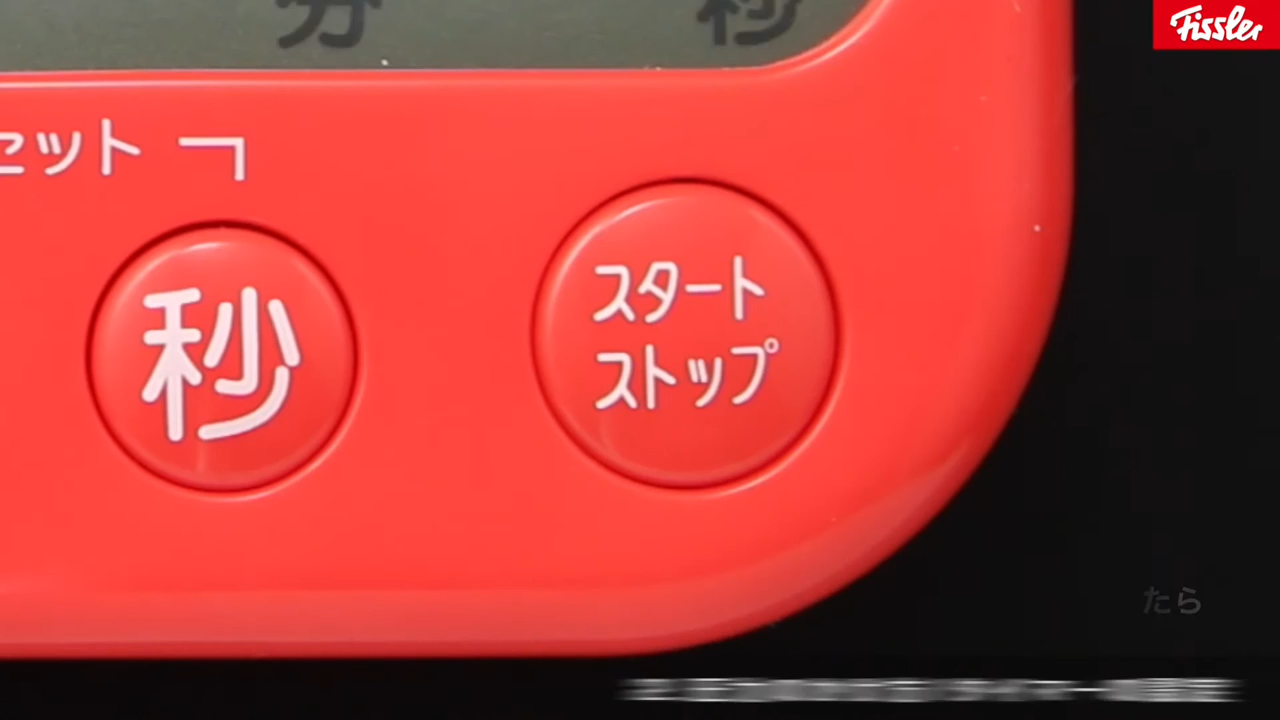 Fissler
分 秒
セット
秒
スタート
ストップ
たら